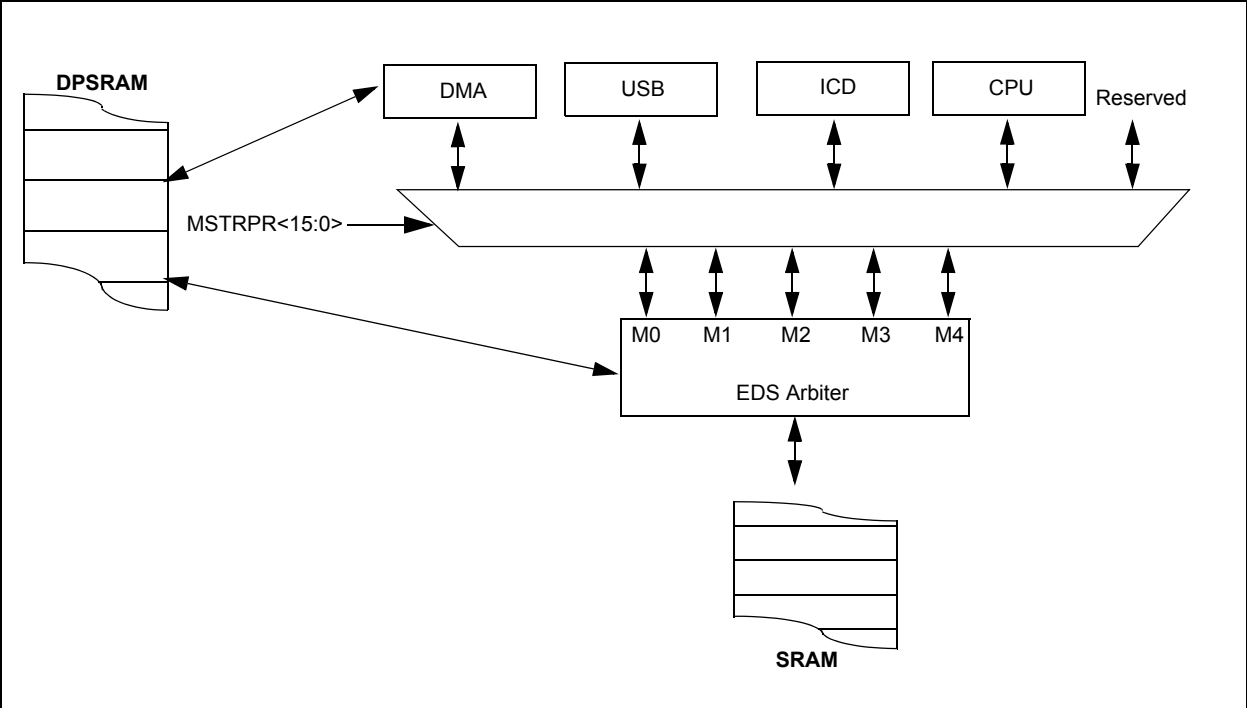 DPSRAM
DMA
USB
ICD
CPU
Reserved
MSTRPR<15:0>
M0 M1 M2 M3 M4
EDS Arbiter
SRAM